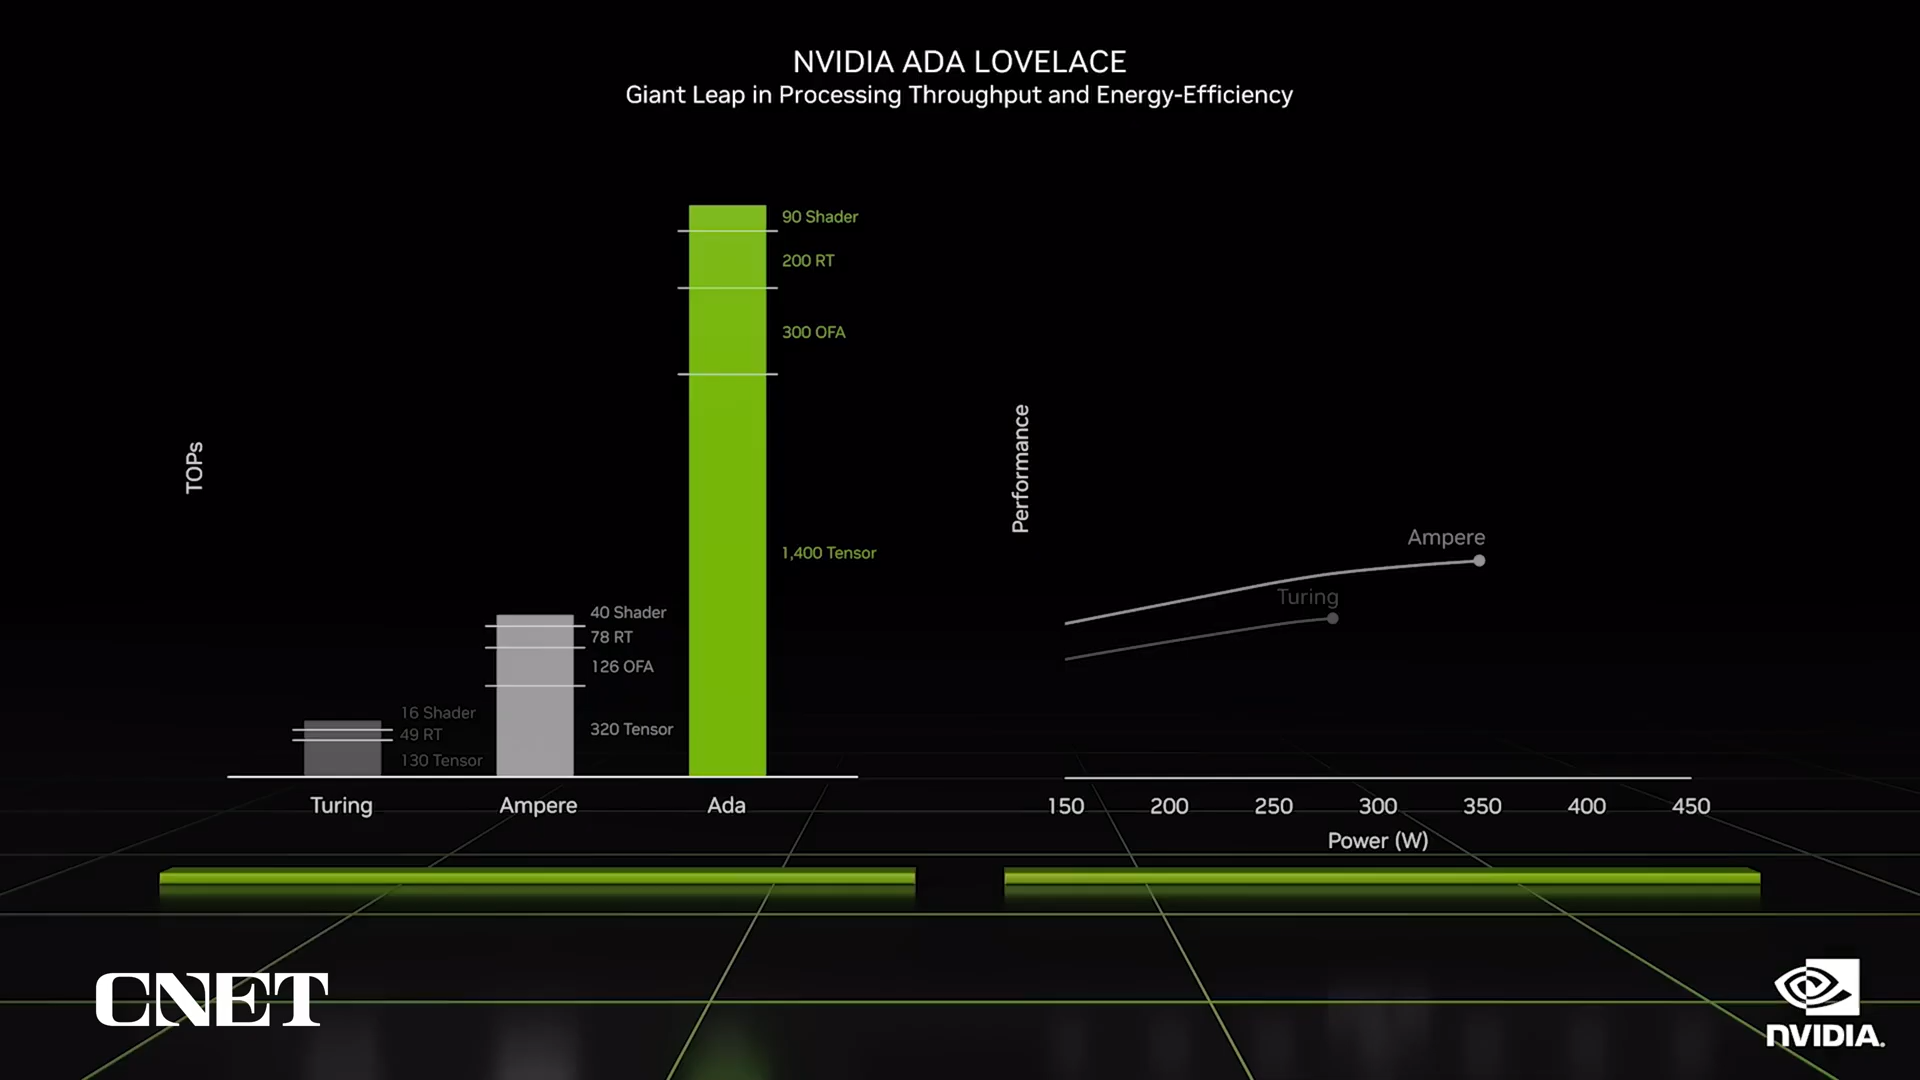 NVIDIA ADA LOVELACE
Giant Leap in Processing Throughput and Energy-Efficiency
TOPs
16 Shader
49 RT
130 Tensor
40 Shader
78 RT
126 OFA
320 Tensor
90 Shader
200 RT
300 OFA
1,400 Tensor
Turing
Ampere
Ada
Performance
Ampere
Turing
150 200 250 300 350 400 450
Power (W)
CNET
NVIDIA.